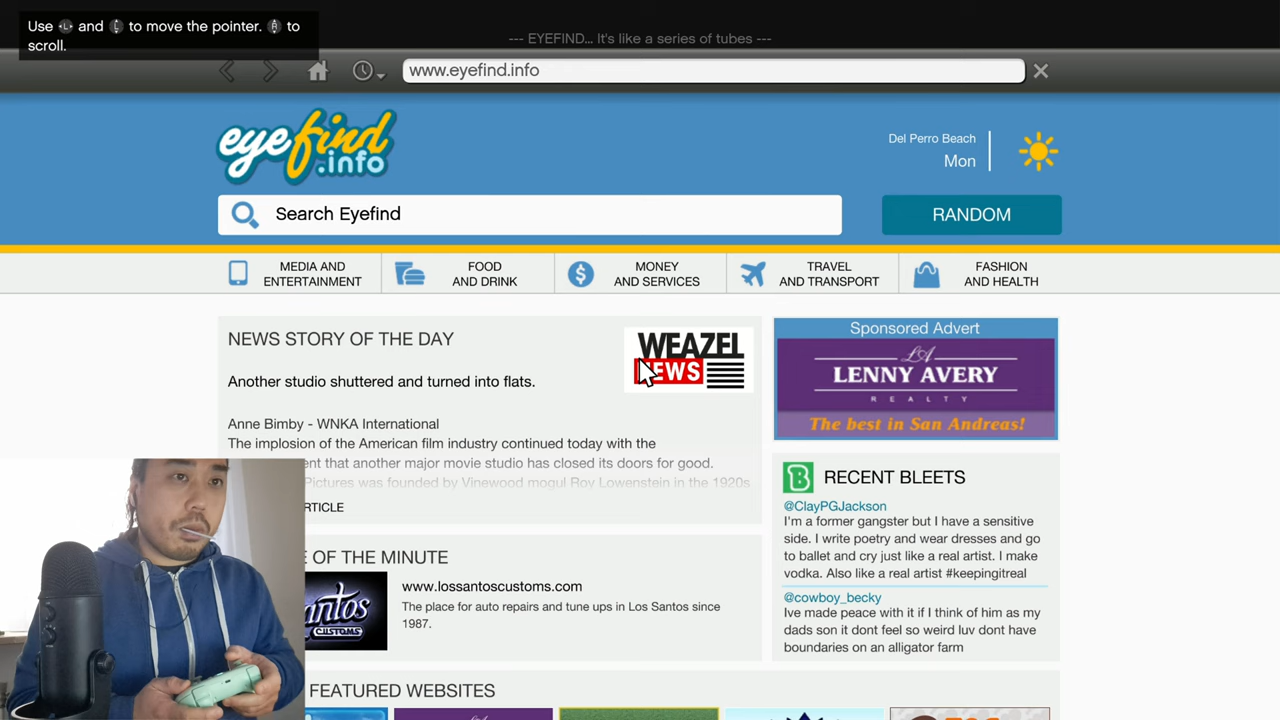 Use L and L to move the pointer. R to
scroll.
--- EYEFIND... It's like a series of tubes ---
www.eyefind.info
eyefind
.info
Del Perro Beach
Mon
Search Eyefind
RANDOM
MEDIA AND
ENTERTAINMENT
FOOD
AND DRINK
MONEY
AND SERVICES
TRAVEL
AND TRANSPORT
FASHION
AND HEALTH
NEWS STORY OF THE DAY
WEAZEL
NEWS
Another studio shuttered and turned into flats.
Anne Bimby - WNKA International
The implosion of the American film industry continued today with the
ent that another major movie studio has closed its doors for good.
Pictures was founded by Vinewood mogul Roy Lowenstein in the 1920s
RTICLE
Sponsored Advert
LA
LENNY AVERY
REALTY
The best in San Andreas!
B RECENT BLEETS
@ClayPGJackson
I'm a former gangster but I have a sensitive
side. I write poetry and wear dresses and go
to ballet and cry just like a real artist. I make
vodka. Also like a real artist #keepingitreal
@cowboy_becky
Ive made peace with it if I think of him as my
dads son it dont feel so weird luv dont have
boundaries on an alligator farm
E OF THE MINUTE
antos
CUSTOMS
www.lossantoscustoms.com
The place for auto repairs and tune ups in Los Santos since
1987.
FEATURED WEBSITES